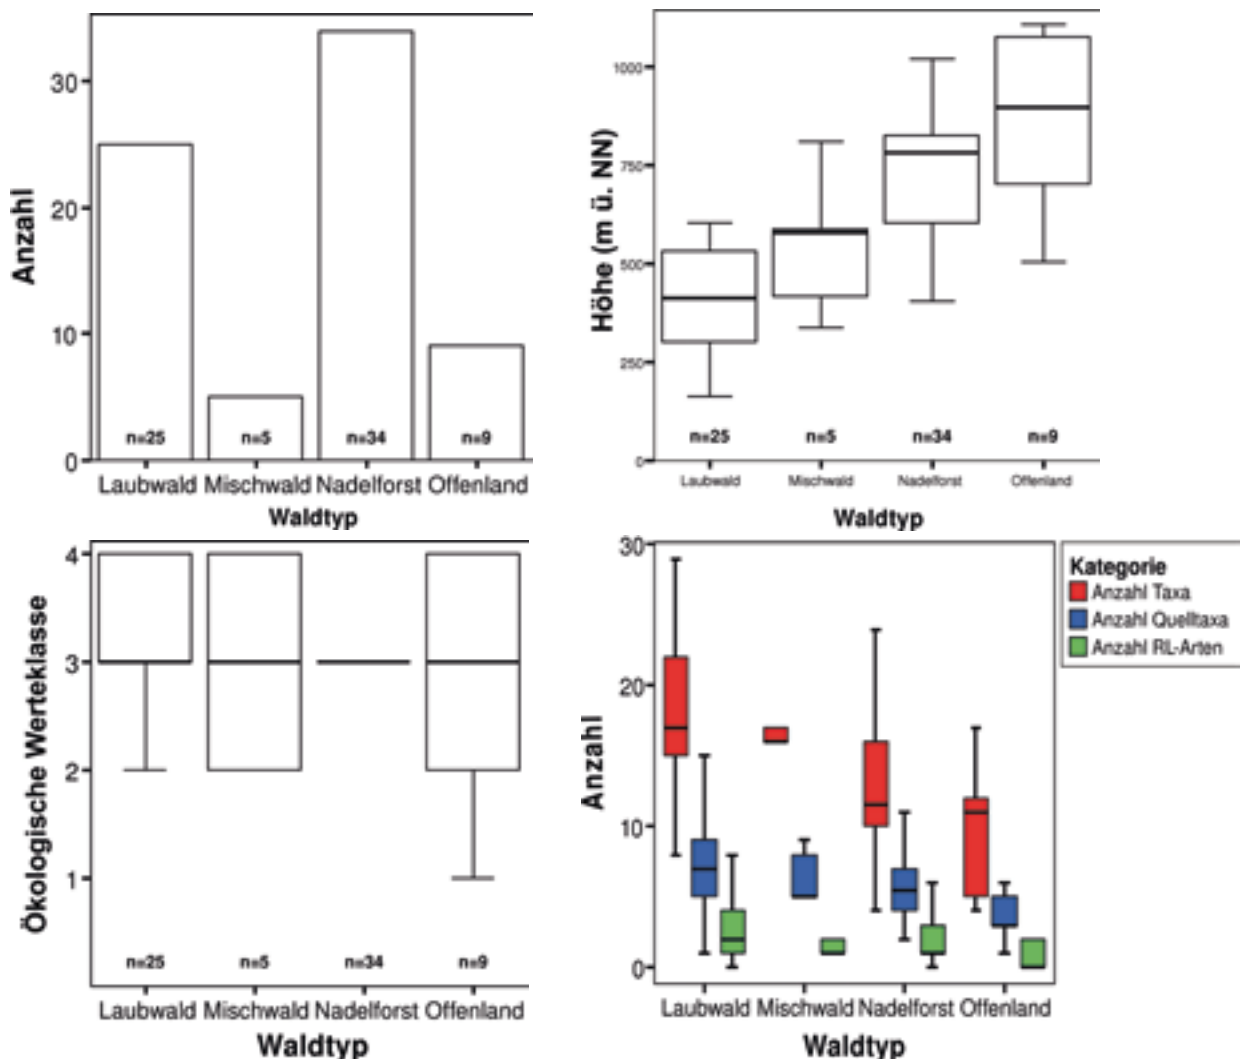 Anzahl
30
20
10
0
n=25 n=5 n=34 n=9
Laubwald Mischwald Nadelforst Offenland
Waldtyp
Höhe (m ü. NN)
1000
750
500
250
0
n=25 n=5 n=34 n=9
Laubwald Mischwald Nadelforst Offenland
Waldtyp
Ökologische Werteklasse
4
3
2
1
n=25 n=5 n=34 n=9
Laubwald Mischwald Nadelforst Offenland
Waldtyp
Anzahl
30
20
10
0
Laubwald Mischwald Nadelforst Offenland
Waldtyp
Kategorie
Anzahl Taxa
Anzahl Quelltaxa
Anzahl RL-Arten